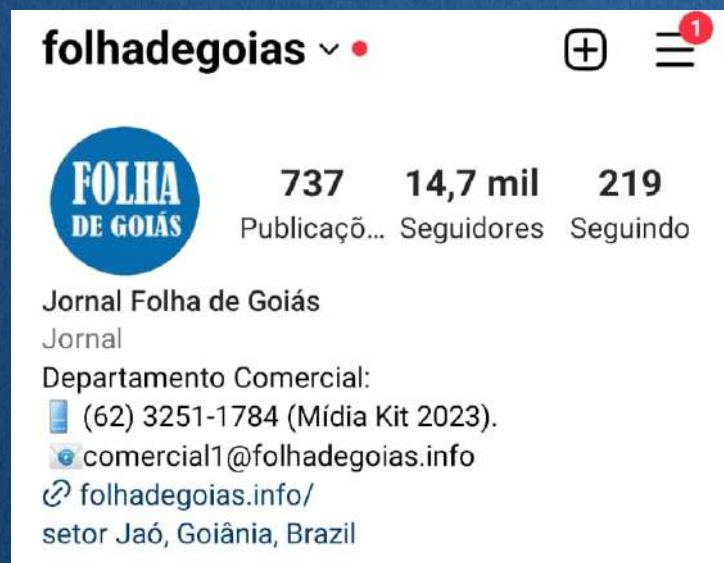 folhadegoias
1
FOLHA
DE GOIÁS
737 14,7 mil 219
Publicaçõ... Seguidores Seguindo
Jornal Folha de Goiás
Jornal
Departamento Comercial:
(62) 3251-1784 (Mídia Kit 2023).
comercial1@folhadegoias.info
folhadegoias.info/
setor Jaó, Goiânia, Brazil